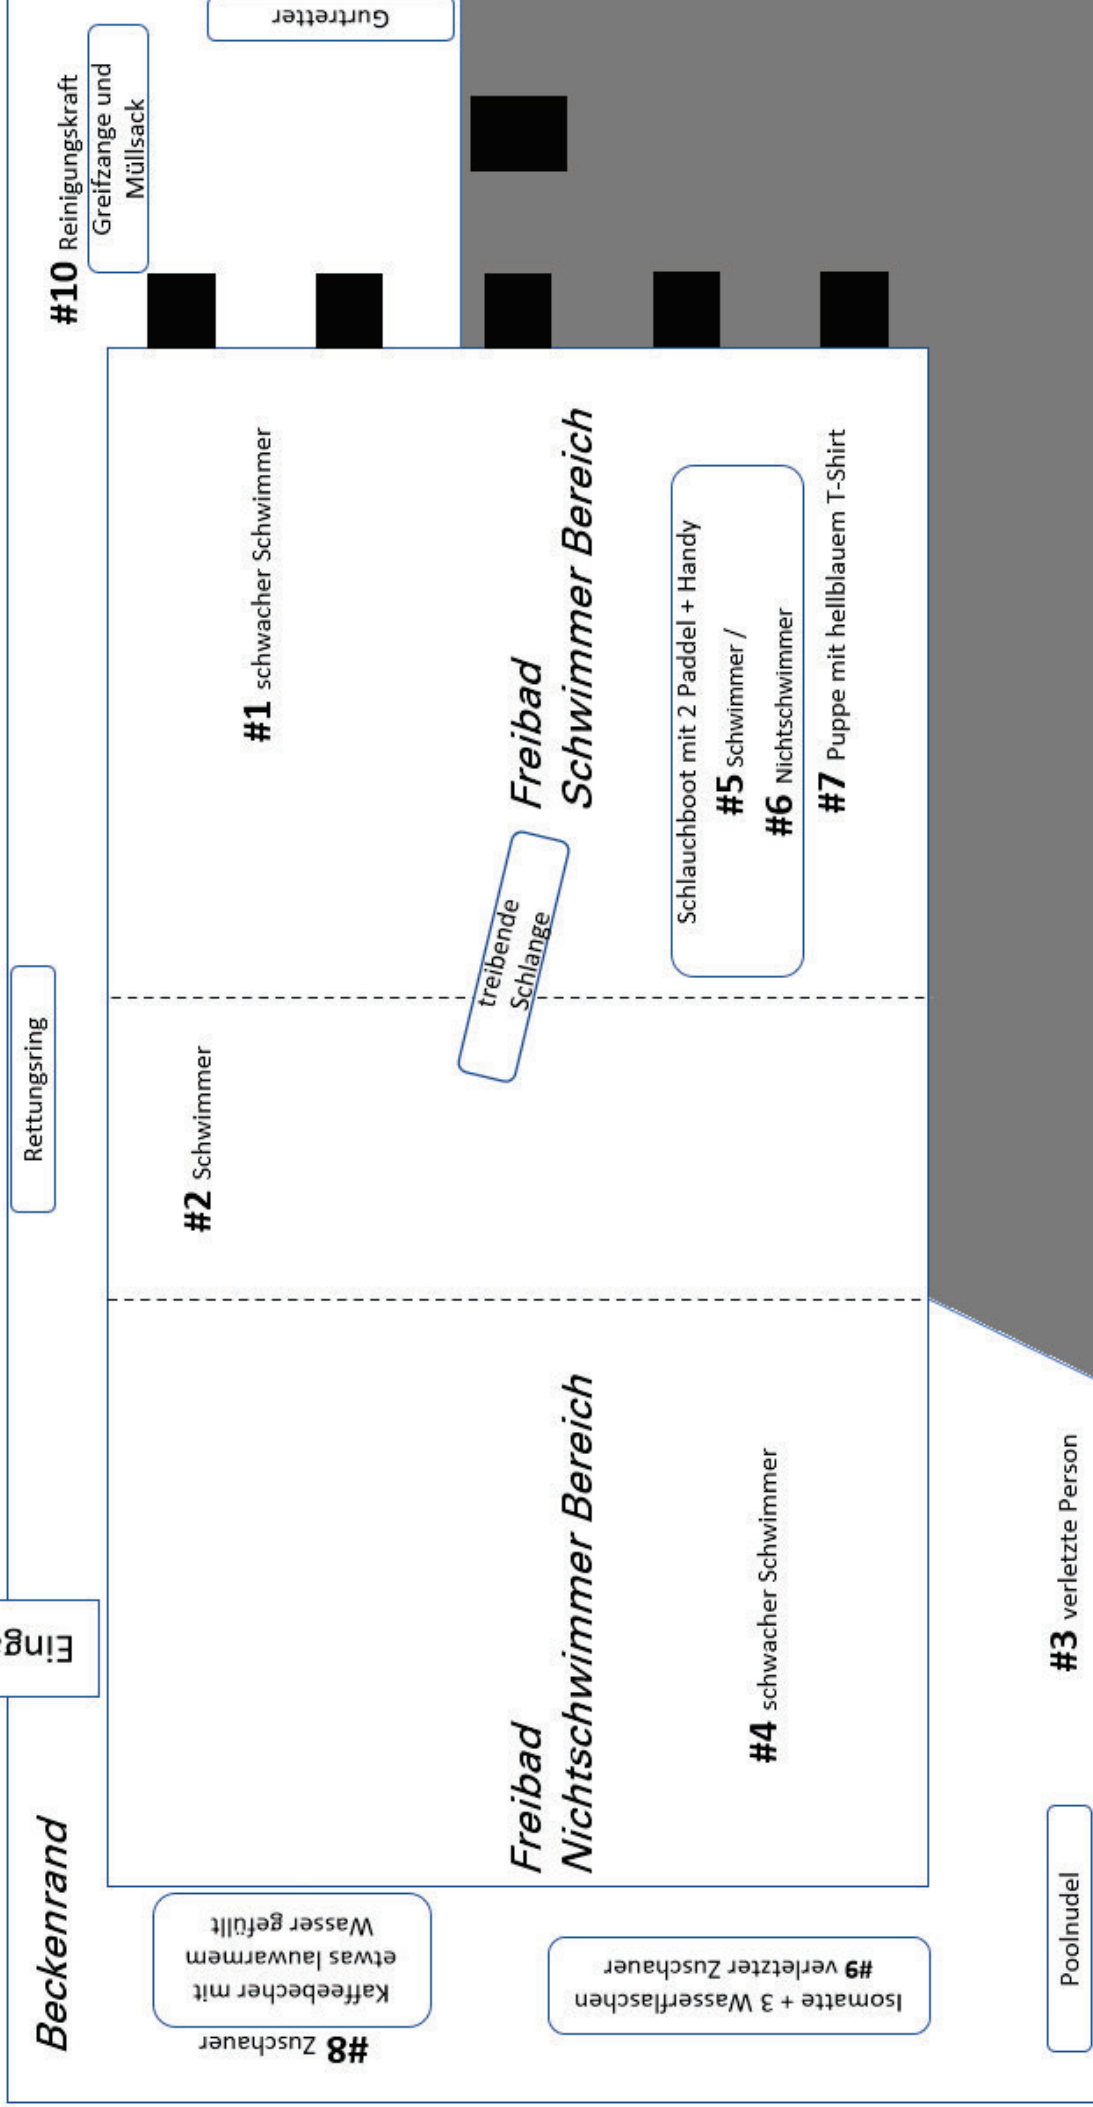 Beckenrand
Eing
Rettungsring
#10 Reinigungskraft
Greifzange und
Müllsack
Gurtretter
#8 Zuschauer
Kaffeebecher mit
etwas lauwarmem
Wasser gefüllt
#2 Schwimmer
#1 schwacher Schwimmer
Freibad
Nichtschwimmer Bereich
treibende
Schlange
Freibad
Schwimmer Bereich
Isomatte + 3 Wasserflaschen
#9 verletzter Zuschauer
#4 schwacher Schwimmer
Schlauchboot mit 2 Paddel + Handy
#5 Schwimmer /
#6 Nichtschwimmer
#7 Puppe mit hellblauem T-Shirt
Poolnudel
#3 verletzte Person